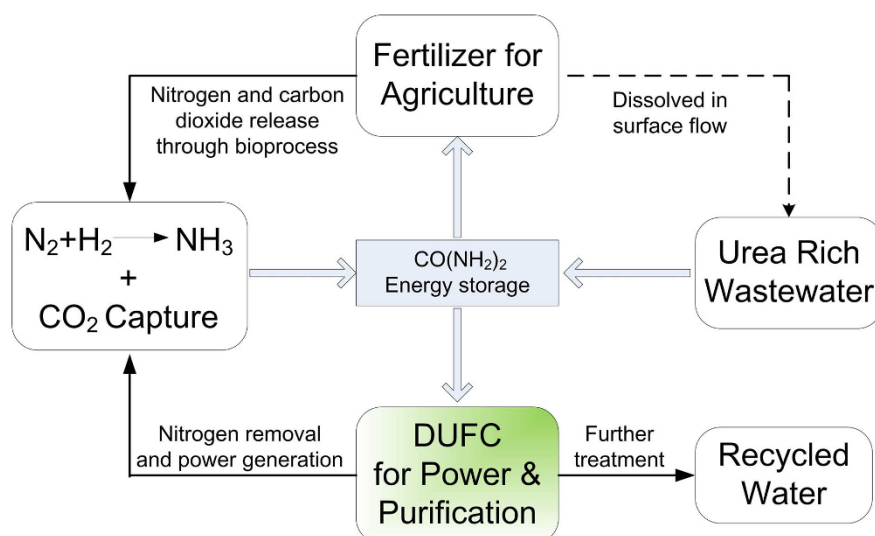 Fertilizer for
Agriculture
Nitrogen and carbon
dioxide release
through bioprocess
Dissolved in
surface flow
N₂+H₂ → NH₃
+
CO₂ Capture
CO(NH₂)₂
Energy storage
Urea Rich
Wastewater
Nitrogen removal
and power generation
DUFC
for Power &
Purification
Further
treatment
Recycled
Water